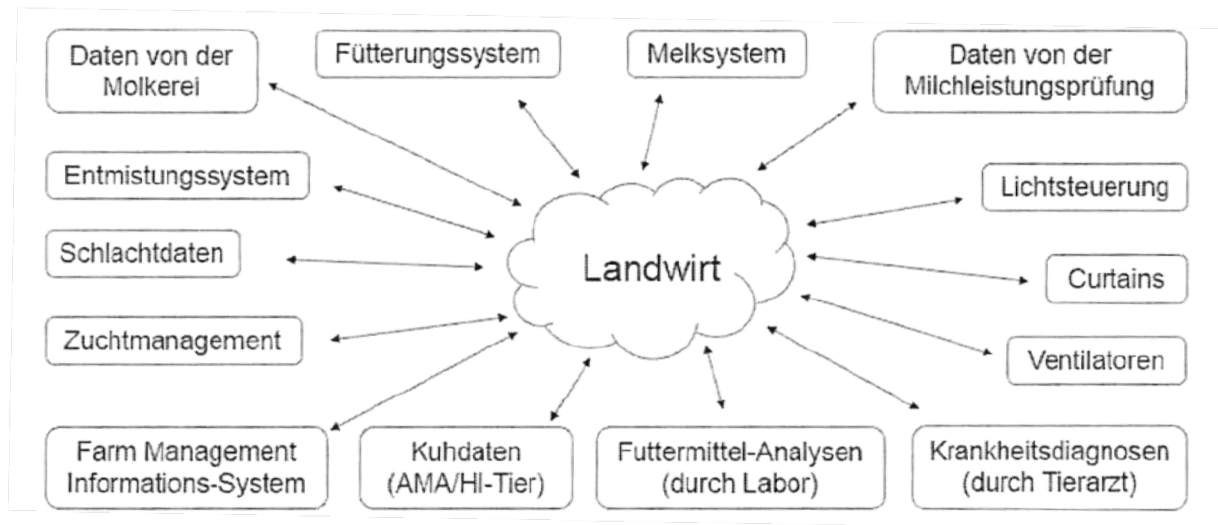 Daten von der
Molkerei
Fütterungssystem
Melksystem
Daten von der
Milchleistungsprüfung
Entmistungssystem
Lichtsteuerung
Schlachtdaten
Landwirt
Curtains
Zuchtmanagement
Ventilatoren
Farm Management
Informations-System
Kuhdaten
(AMA/HI-Tier)
Futtermittel-Analysen
(durch Labor)
Krankheitsdiagnosen
(durch Tierarzt)